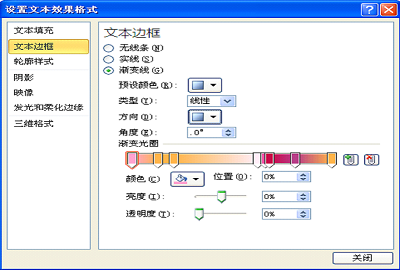 设置文本效果格式
文本填充
文本边框
轮廓样式
阴影
映像
发光和柔化边缘
三维格式
文本边框
无线条(N)
实线(S)
渐变线(G)
预设颜色(R):
类型(Y): 线性
方向(D):
角度(E): .0°
渐变光圈
颜色(C) 位置(O): 0%
亮度(I): 0%
透明度(T): 0%
关闭